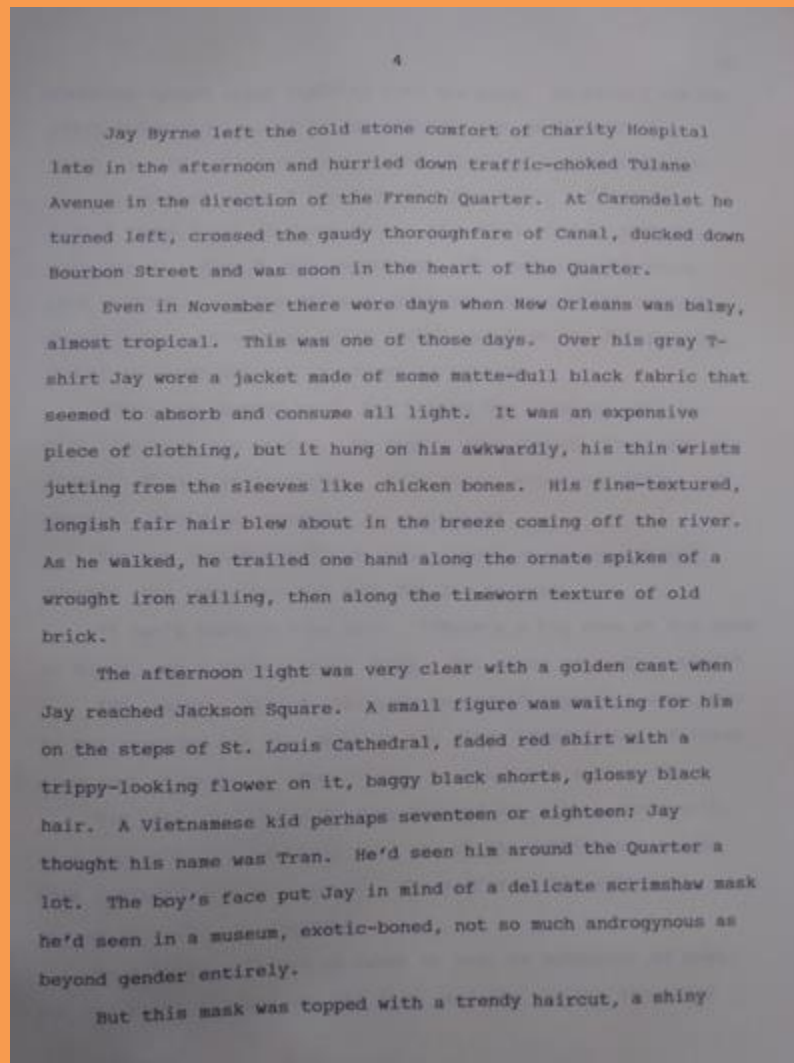 4
Jay Byrne left the cold stone comfort of Charity Hospital
late in the afternoon and hurried down traffic-choked Tulane
Avenue in the direction of the French Quarter. At Carondelet he
turned left, crossed the gaudy thoroughfare of Canal, ducked down
Bourbon Street and was soon in the heart of the Quarter.
Even in November there were days when New Orleans was balmy,
almost tropical. This was one of those days. Over his gray T-
shirt Jay wore a jacket made of some matte-dull black fabric that
seemed to absorb and consume all light. It was an expensive
piece of clothing, but it hung on him awkwardly, his thin wrists
jutting from the sleeves like chicken bones. His fine-textured,
longish fair hair blew about in the breeze coming off the river.
As he walked, he trailed one hand along the ornate spikes of a
wrought iron railing, then along the timeworn texture of old
brick.
The afternoon light was very clear with a golden cast when
Jay reached Jackson Square. A small figure was waiting for him
on the steps of St. Louis Cathedral, faded red shirt with a
trippy-looking flower on it, baggy black shorts, glossy black
hair. A Vietnamese kid perhaps seventeen or eighteen; Jay
thought his name was Tran. He'd seen him around the Quarter a
lot. The boy's face put Jay in mind of a delicate scrimshaw mask
he'd seen in a museum, exotic-boned, not so much androgynous as
beyond gender entirely.
But this mask was topped with a trendy haircut, a shiny